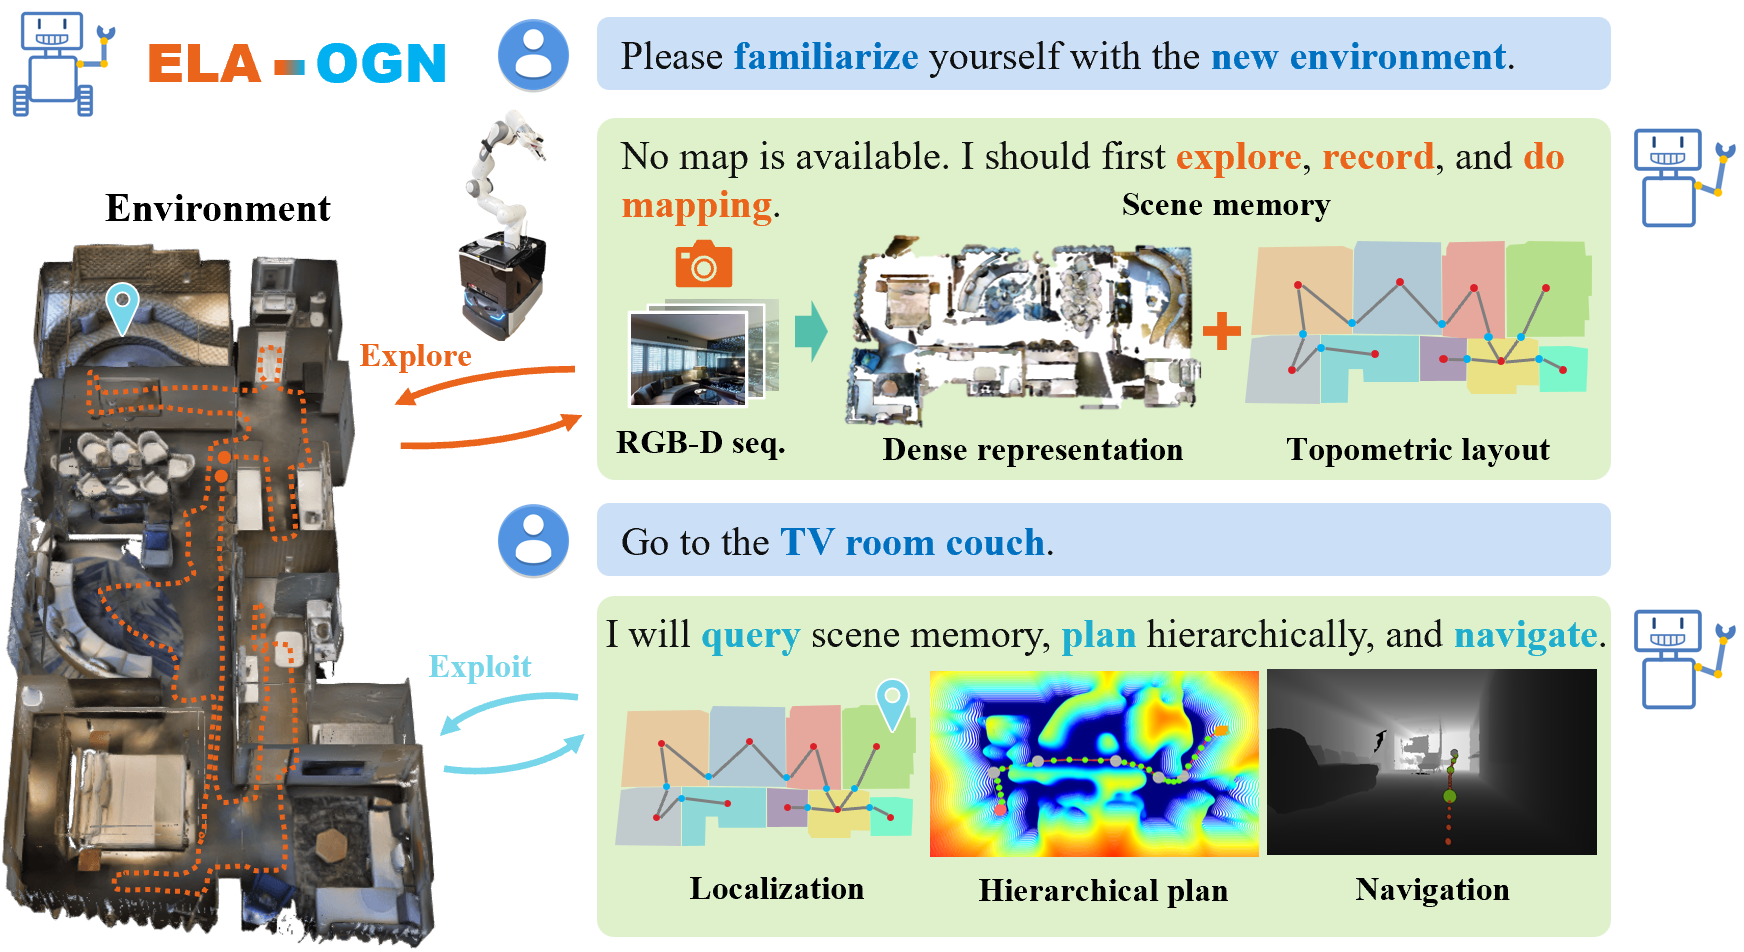 ELA-OGN
Please familiarize yourself with the new environment.
No map is available. I should first explore, record, and do
mapping.
Scene memory
Environment
Explore
RGB-D seq.
Dense representation
Topometric layout
Go to the TV room couch.
I will query scene memory, plan hierarchically, and navigate.
Exploit
Localization
Hierarchical plan
Navigation